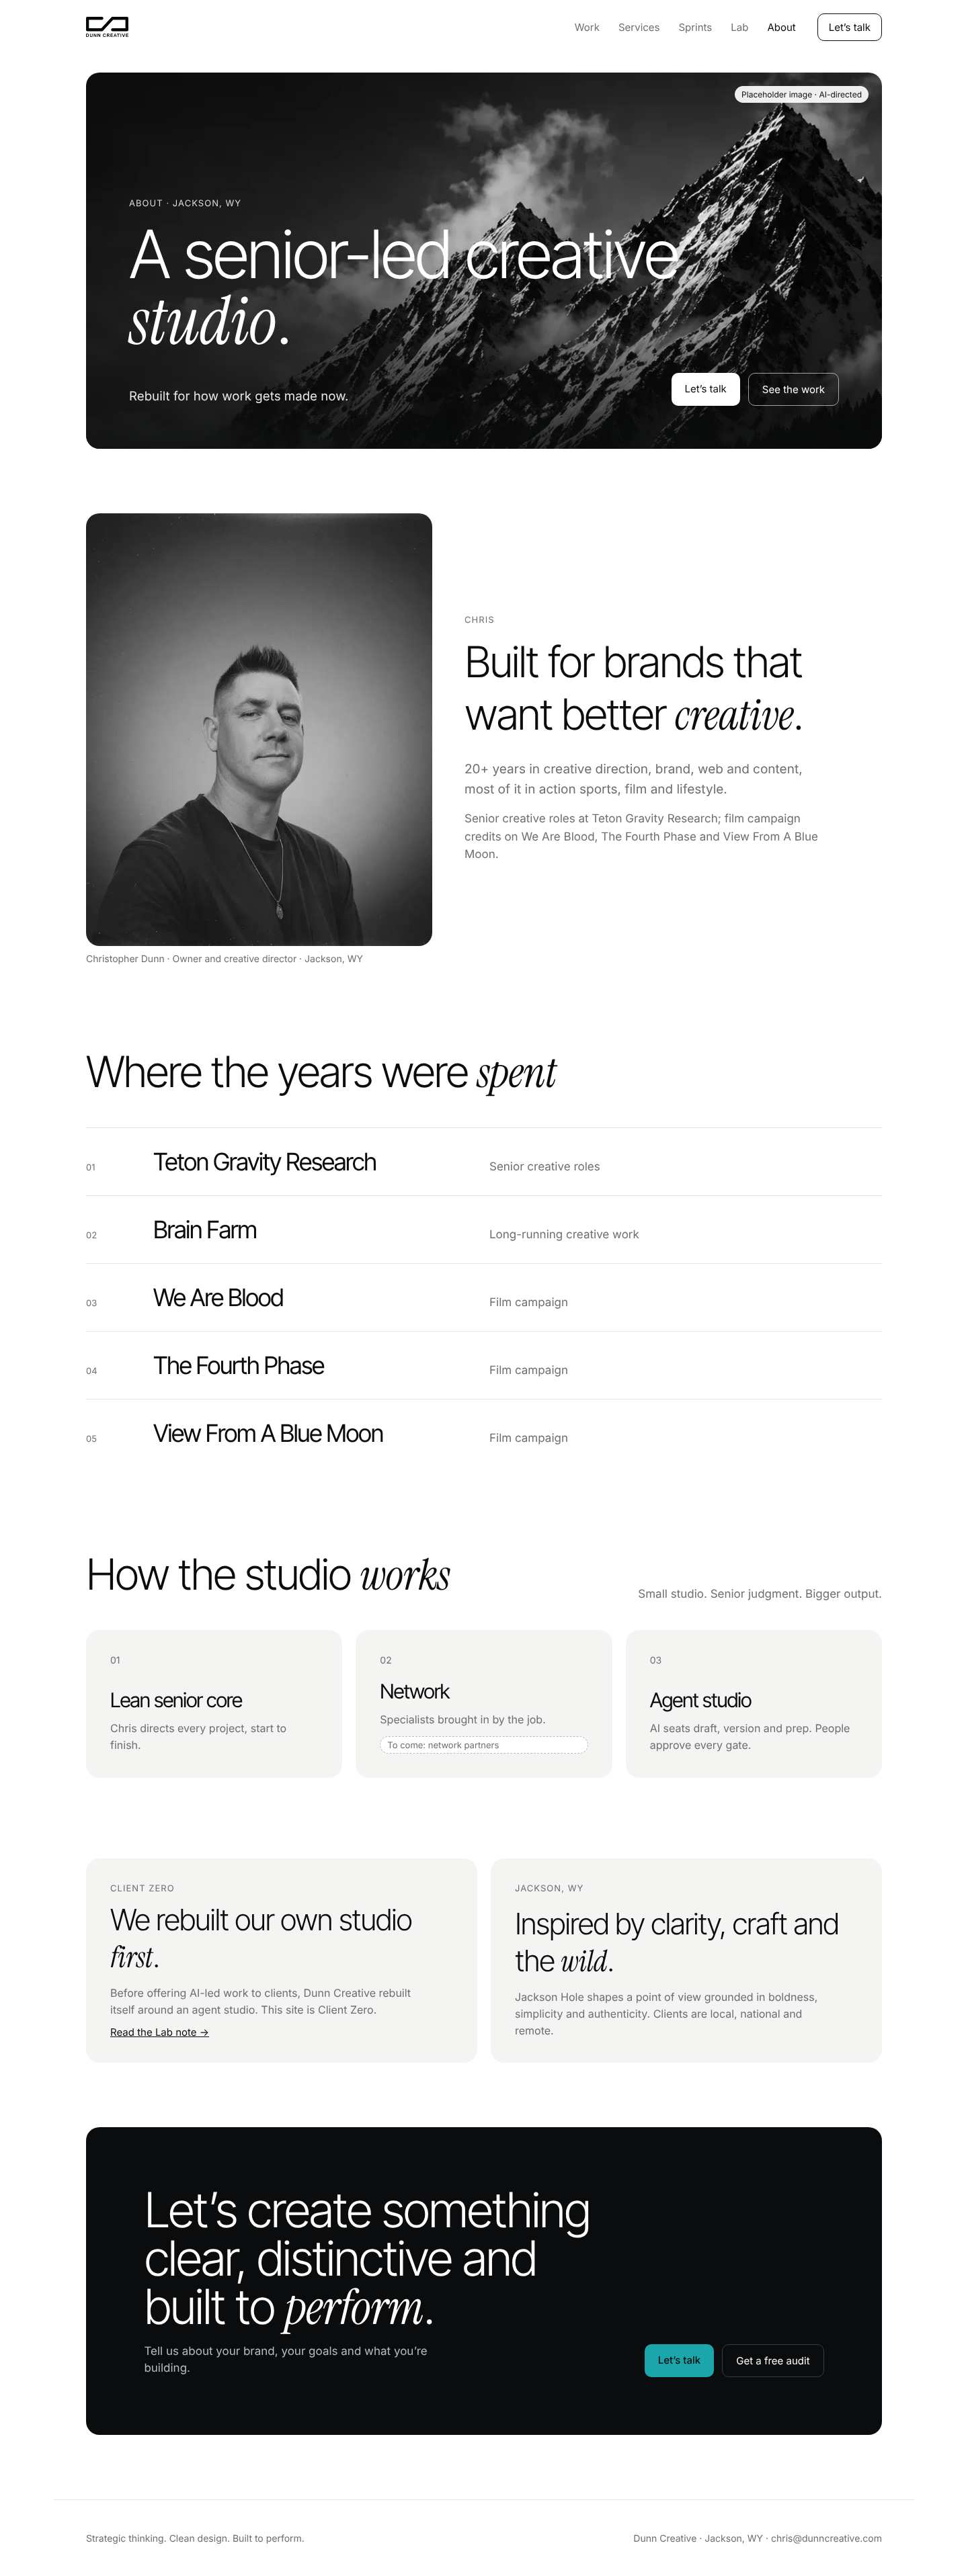 DUNN CREATIVE
Work
Services
Sprints
Lab
About
Let’s talk
Placeholder image · AI-directed
ABOUT · JACKSON, WY
A senior-led creative
studio.
Rebuilt for how work gets made now.
Let’s talk
See the work
CHRIS
Built for brands that
want better creative.
20+ years in creative direction, brand, web and content,
most of it in action sports, film and lifestyle.
Senior creative roles at Teton Gravity Research; film campaign
credits on We Are Blood, The Fourth Phase and View From A Blue
Moon.
Christopher Dunn · Owner and creative director · Jackson, WY
Where the years were spent
01
Teton Gravity Research
Senior creative roles
02
Brain Farm
Long-running creative work
03
We Are Blood
Film campaign
04
The Fourth Phase
Film campaign
05
View From A Blue Moon
Film campaign
How the studio works
Small studio. Senior judgment. Bigger output.
01
Lean senior core
Chris directs every project, start to
finish.
02
Network
Specialists brought in by the job.
To come: network partners
03
Agent studio
AI seats draft, version and prep. People
approve every gate.
CLIENT ZERO
We rebuilt our own studio
first.
Before offering AI-led work to clients, Dunn Creative rebuilt
itself around an agent studio. This site is Client Zero.
Read the Lab note →
JACKSON, WY
Inspired by clarity, craft and
the wild.
Jackson Hole shapes a point of view grounded in boldness,
simplicity and authenticity. Clients are local, national and
remote.
Let’s create something
clear, distinctive and
built to perform.
Tell us about your brand, your goals and what you’re
building.
Let’s talk
Get a free audit
Strategic thinking. Clean design. Built to perform.
Dunn Creative · Jackson, WY · chris@dunncreative.com